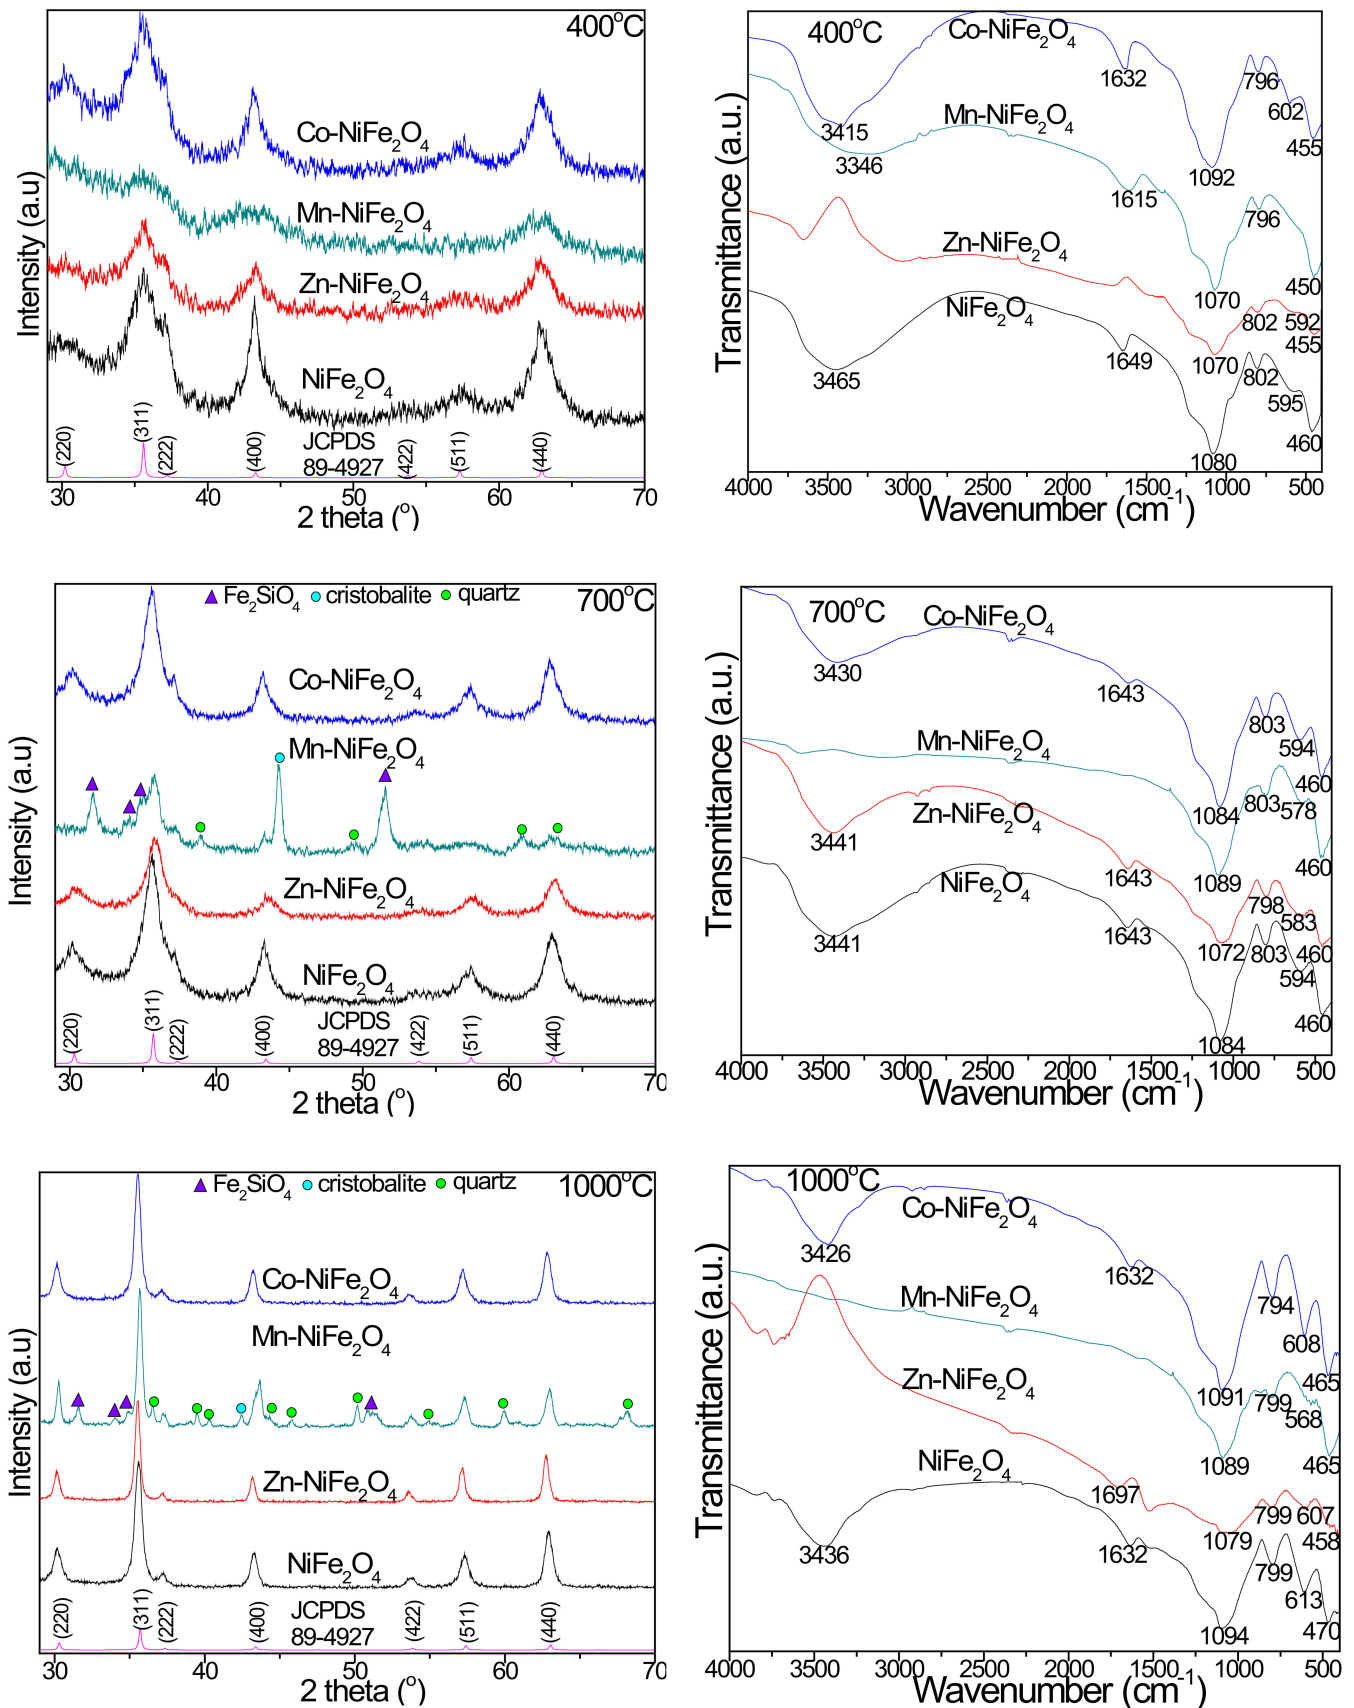 400°C
Co-NiFe₂O₄
Mn-NiFe₂O₄
Zn-NiFe₂O₄
NiFe₂O₄
JCPDS
89-4927
(220)
(311)
(222)
(400)
(422)
(511)
(440)
30 40 50 60 70
2 theta (°)
Intensity (a.u)
400°C
Co-NiFe₂O₄
3415
1632
1092
796
602
455
Mn-NiFe₂O₄
3346
1615
1070
796
450
Zn-NiFe₂O₄
1070
802
592
455
NiFe₂O₄
3465
1649
1080
802
595
460
4000 3500 3000 2500 2000 1500 1000 500
Wavenumber (cm⁻¹)
Transmittance (a.u.)
Fe₂SiO₄ cristobalite quartz
700°C
Co-NiFe₂O₄
Mn-NiFe₂O₄
Zn-NiFe₂O₄
NiFe₂O₄
JCPDS
89-4927
(220)
(311)
(222)
(400)
(422)
(511)
(440)
30 40 50 60 70
2 theta (°)
Intensity (a.u)
700°C
Co-NiFe₂O₄
3430
1643
1084
803
594
460
Mn-NiFe₂O₄
1089
803
578
460
Zn-NiFe₂O₄
3441
1643
1072
798
583
460
NiFe₂O₄
3441
1643
1084
803
594
460
4000 3500 3000 2500 2000 1500 1000 500
Wavenumber (cm⁻¹)
Transmittance (a.u.)
Fe₂SiO₄ cristobalite quartz
1000°C
Co-NiFe₂O₄
Mn-NiFe₂O₄
Zn-NiFe₂O₄
NiFe₂O₄
JCPDS
89-4927
(220)
(311)
(222)
(400)
(422)
(511)
(440)
30 40 50 60 70
2 theta (°)
Intensity (a.u)
1000°C
Co-NiFe₂O₄
3426
1632
1091
794
608
465
Mn-NiFe₂O₄
1089
799
568
465
Zn-NiFe₂O₄
1697
1079
799
607
458
NiFe₂O₄
3436
1632
1094
799
613
470
4000 3500 3000 2500 2000 1500 1000 500
Wavenumber (cm⁻¹)
Transmittance (a.u.)